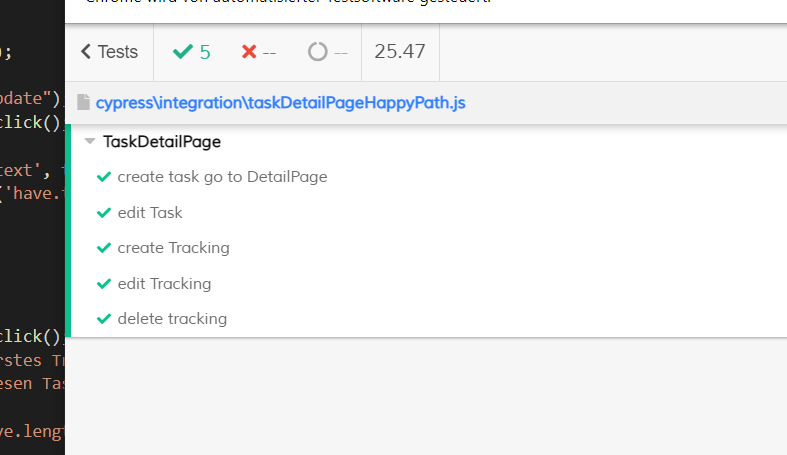 Chrome wird von automatisierter Testsoftware gesteuert.
);
Tests 5 -- -- 25.47
pdate")
cypress\integration\taskDetailPageHappyPath.js
click()
TaskDetailPage
text',
create task go to DetailPage
('have.
edit Task
create Tracking
edit Tracking
delete tracking
click()
rstes T
esen Tas
ve.leng